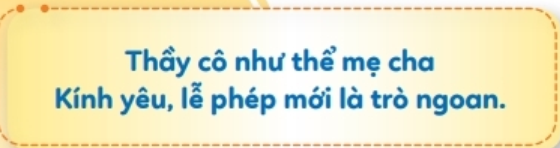 Thầy cô như thể mẹ cha
Kính yêu, lễ phép mới là trò ngoan.